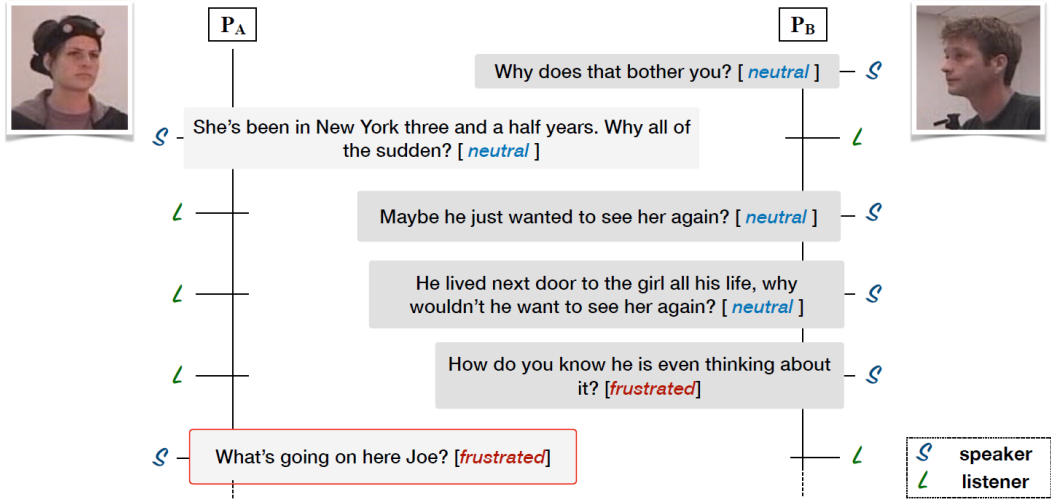 P_A
P_B
Why does that bother you? [ neutral ]
S
S
She's been in New York three and a half years. Why all of
the sudden? [ neutral ]
L
L
Maybe he just wanted to see her again? [ neutral ]
S
L
He lived next door to the girl all his life, why
wouldn't he want to see her again? [ neutral ]
S
L
How do you know he is even thinking about
it? [frustrated]
S
S
What's going on here Joe? [frustrated]
L
S speaker
L listener